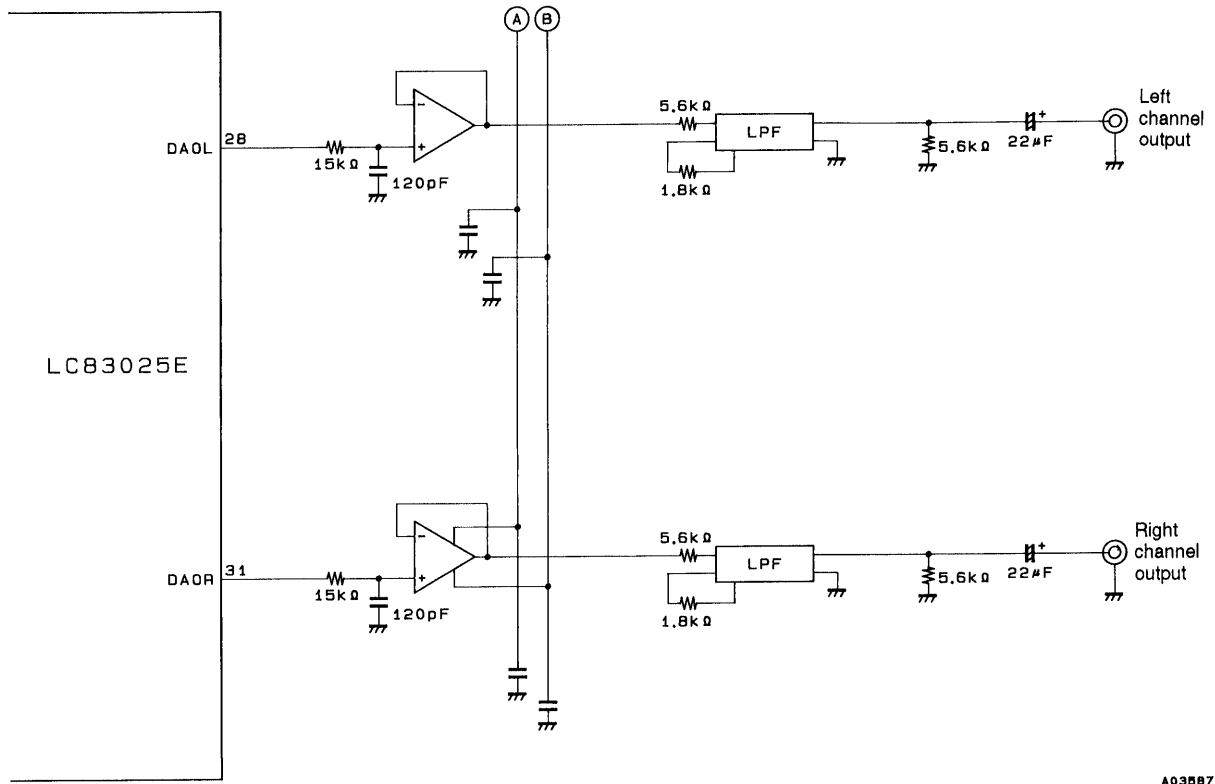 A B
Left
channel
output
5.6kΩ
LPF
28
DAOL
15kΩ
120pF
1.8kΩ
5.6kΩ
22μF
+
-
+
LC83025E
Right
channel
output
5.6kΩ
LPF
31
DAOR
15kΩ
120pF
1.8kΩ
5.6kΩ
22μF
+
-
+
A03587